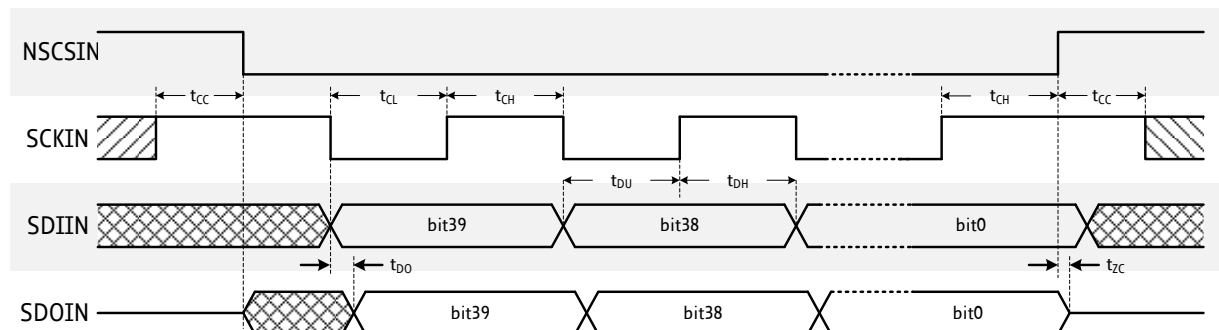 NSCSIN
tCC tCL tCH tCH tCC
SCKIN
tDU tDH
SDIIN bit39 bit38 bit0
tDO tZC
SDOIN bit39 bit38 bit0